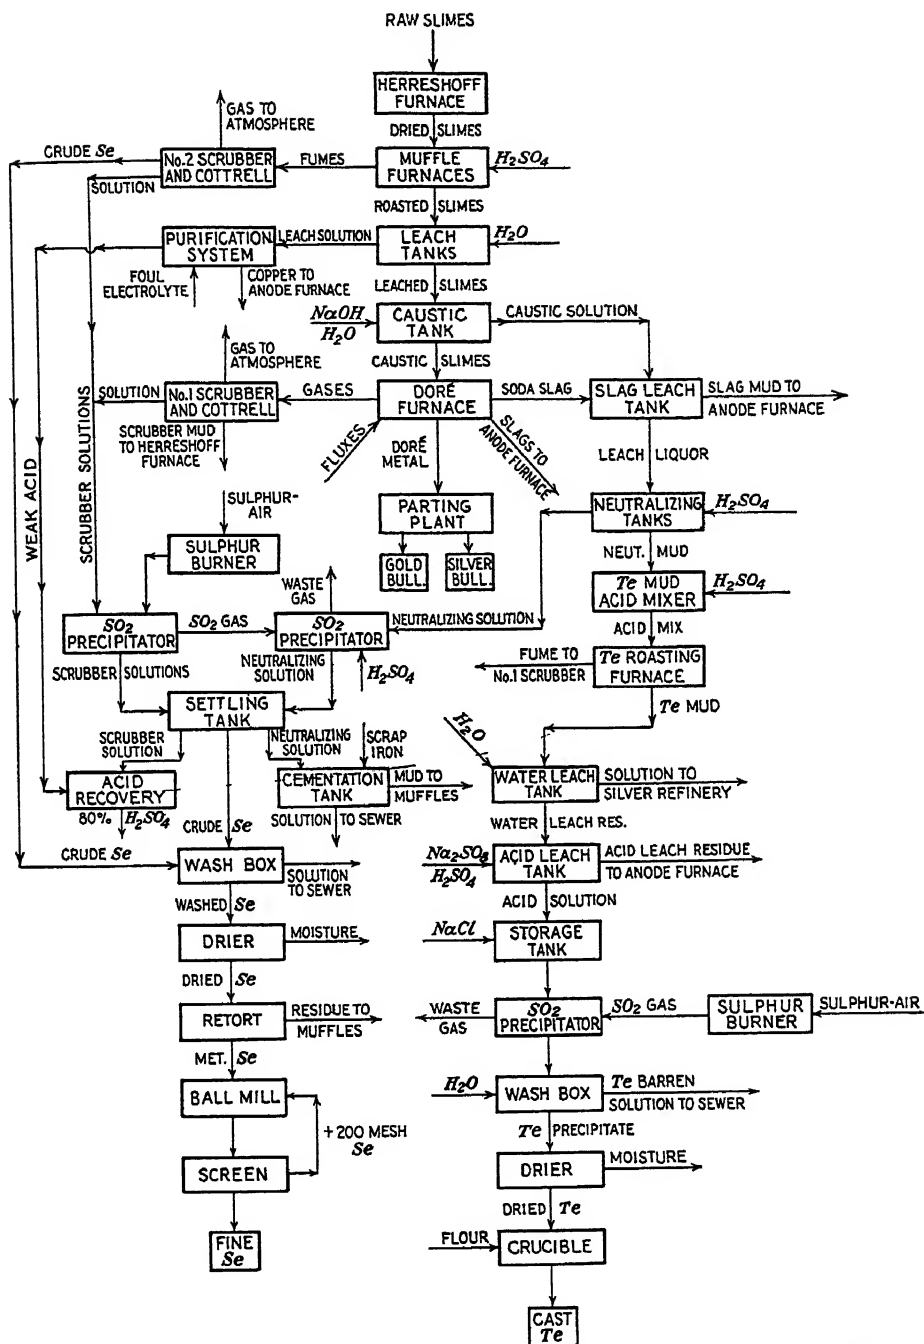 RAW SLIMES
HERRESHOFF
FURNACE
DRIED SLIMES
GAS TO
ATMOSPHERE
CRUDE Se
No.2 SCRUBBER
AND COTTRELL
FUMES
MUFFLE
FURNACES
H2SO4
SOLUTION
ROASTED SLIMES
PURIFICATION
SYSTEM
LEACH SOLUTION
LEACH
TANKS
H2O
FOUL
ELECTROLYTE
COPPER TO
ANODE FURNACE
LEACHED SLIMES
NaOH
H2O
CAUSTIC
TANK
CAUSTIC SOLUTION
GAS TO
ATMOSPHERE
CAUSTIC SLIMES
SOLUTION
No.1 SCRUBBER
AND COTTRELL
GASES
DORÉ
FURNACE
SODA SLAG
SLAG LEACH
TANK
SLAG MUD TO
ANODE FURNACE
SCRUBBER MUD
TO HERRESHOFF
FURNACE
FLUXES
DORÉ
METAL
SLAGS TO
ANODE FURNACE
LEACH LIQUOR
WEAK ACID
SCRUBBER SOLUTIONS
SULPHUR-
AIR
SULPHUR
BURNER
PARTING
PLANT
GOLD
BULL.
SILVER
BULL.
NEUTRALIZING
TANKS
H2SO4
NEUT. MUD
WASTE
GAS
Te MUD
ACID MIXER
H2SO4
SO2
PRECIPITATOR
SO2 GAS
SO2
PRECIPITATOR
NEUTRALIZING SOLUTION
ACID MIX
SCRUBBER
SOLUTIONS
NEUTRALIZING
SOLUTION
H2SO4
FUME TO
No.1 SCRUBBER
Te ROASTING
FURNACE
SETTLING
TANK
Te MUD
SCRUBBER
SOLUTION
NEUTRALIZING
SOLUTION
SCRAP
IRON
H2O
ACID
RECOVERY
CEMENTATION
TANK
MUD TO
MUFFLES
WATER LEACH
TANK
SOLUTION TO
SILVER REFINERY
80% H2SO4
CRUDE Se
SOLUTION TO SEWER
WATER LEACH RES.
CRUDE Se
WASH BOX
SOLUTION
TO SEWER
Na2SO3
H2SO4
ACID LEACH
TANK
ACID LEACH RESIDUE
TO ANODE FURNACE
WASHED Se
ACID SOLUTION
DRIER
MOISTURE
NaCl
STORAGE
TANK
DRIED Se
RETORT
RESIDUE TO
MUFFLES
WASTE
GAS
SO2
PRECIPITATOR
SO2 GAS
SULPHUR
BURNER
SULPHUR-AIR
MET. Se
BALL MILL
H2O
WASH BOX
Te BARREN
SOLUTION TO SEWER
+200 MESH
Se
Te PRECIPITATE
SCREEN
DRIER
MOISTURE
DRIED Te
FINE
Se
FLOUR
CRUCIBLE
CAST
Te